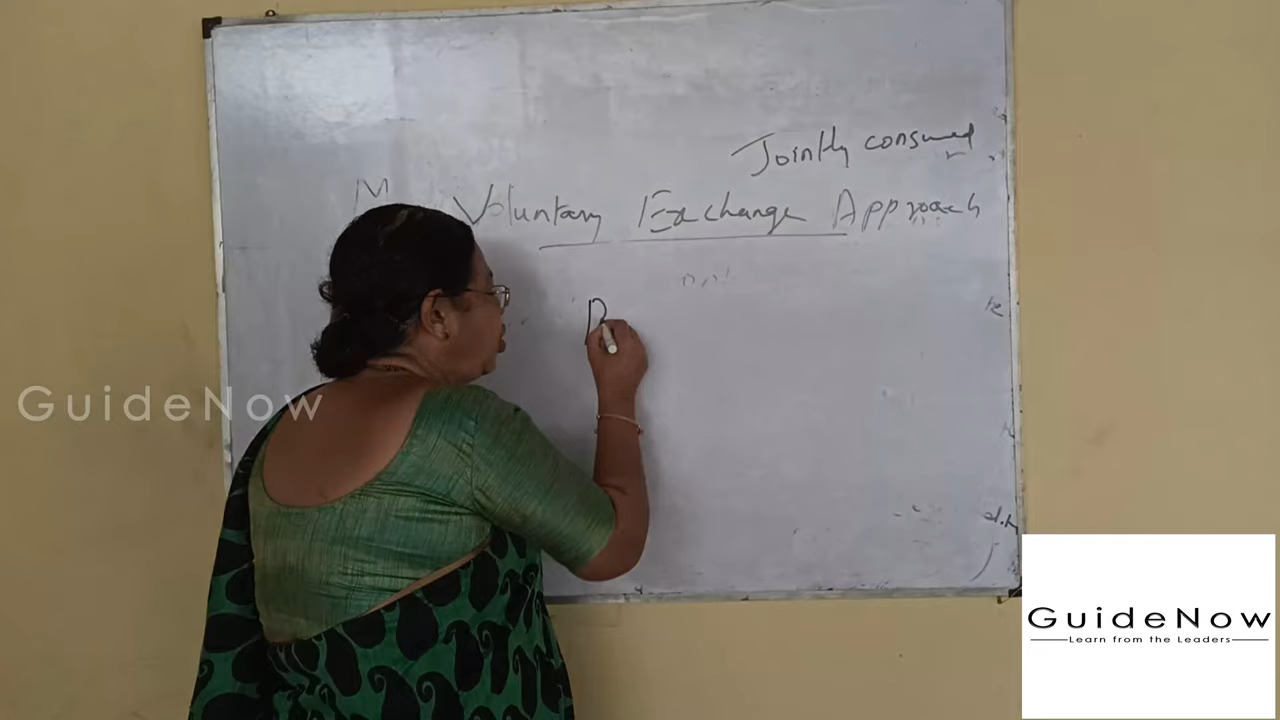 Jointly consumed
Voluntary Exchange Approach
GuideNow
GuideNow
Learn from the Leaders